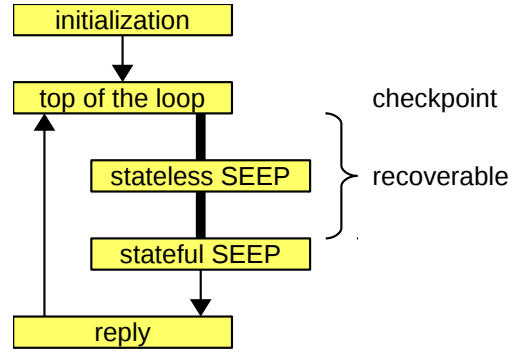 initialization
top of the loop
checkpoint
stateless SEEP
recoverable
stateful SEEP
reply